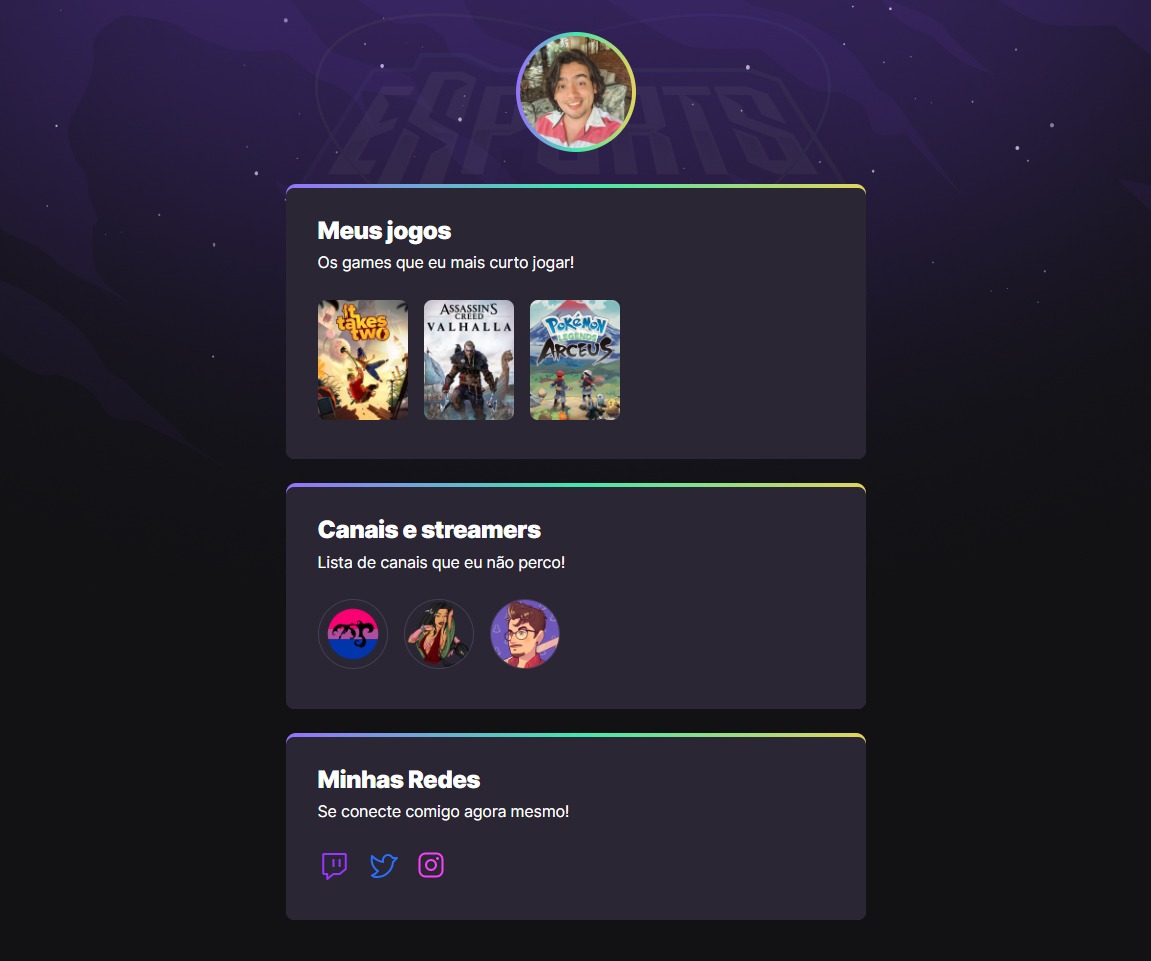 ESPORTS
Meus jogos
Os games que eu mais curto jogar!
it
takes
two
ASSASSIN'S
CREED
VALHALLA
POKÉMON
LEGENDS
ARCEUS
Canais e streamers
Lista de canais que eu não perco!
Minhas Redes
Se conecte comigo agora mesmo!